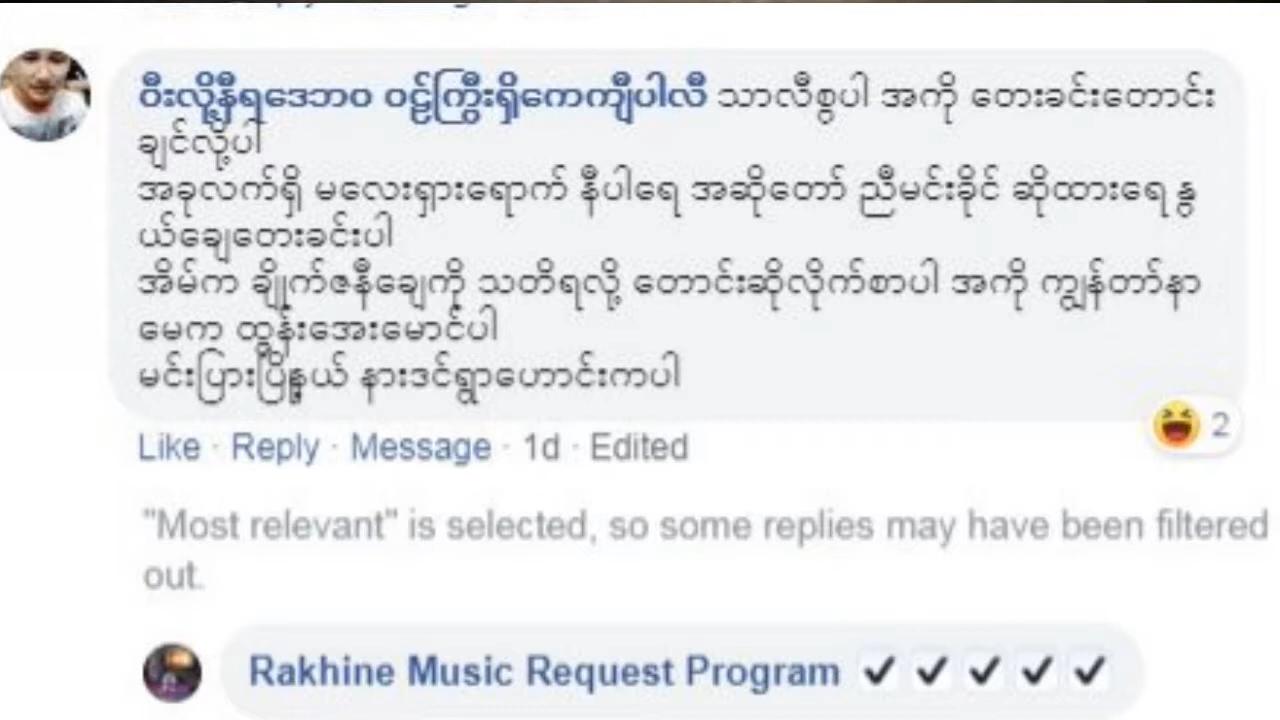 ဝီးလို့နီရဒေဘဝ ဝဠ်ကြွီးရှိကေကျီပါလီ သာလီစွပါ အကို တေးခင်းတောင်း
ချင်လို့ပါ
အခုလက်ရှိ မလေးရှားရောက် နီပါရေ အဆိုတော် ညီမင်းခိုင် ဆိုထားရေ နွ
ယ်ချေတေးခင်းပါ
အိမ်က ချိုက်ဇနီချေကို သတိရလို့ တောင်းဆိုလိုက်စာပါ အကို ကျွန်တာ်နာ
မေက ထွန်းအေးမောင်ပါ
မင်းပြားမြို့နယ် နားဒင်ရွာဟောင်းကပါ
Like · Reply · Message · 1d · Edited
2
"Most relevant" is selected, so some replies may have been filtered
out.
Rakhine Music Request Program ✔ ✔ ✔ ✔ ✔